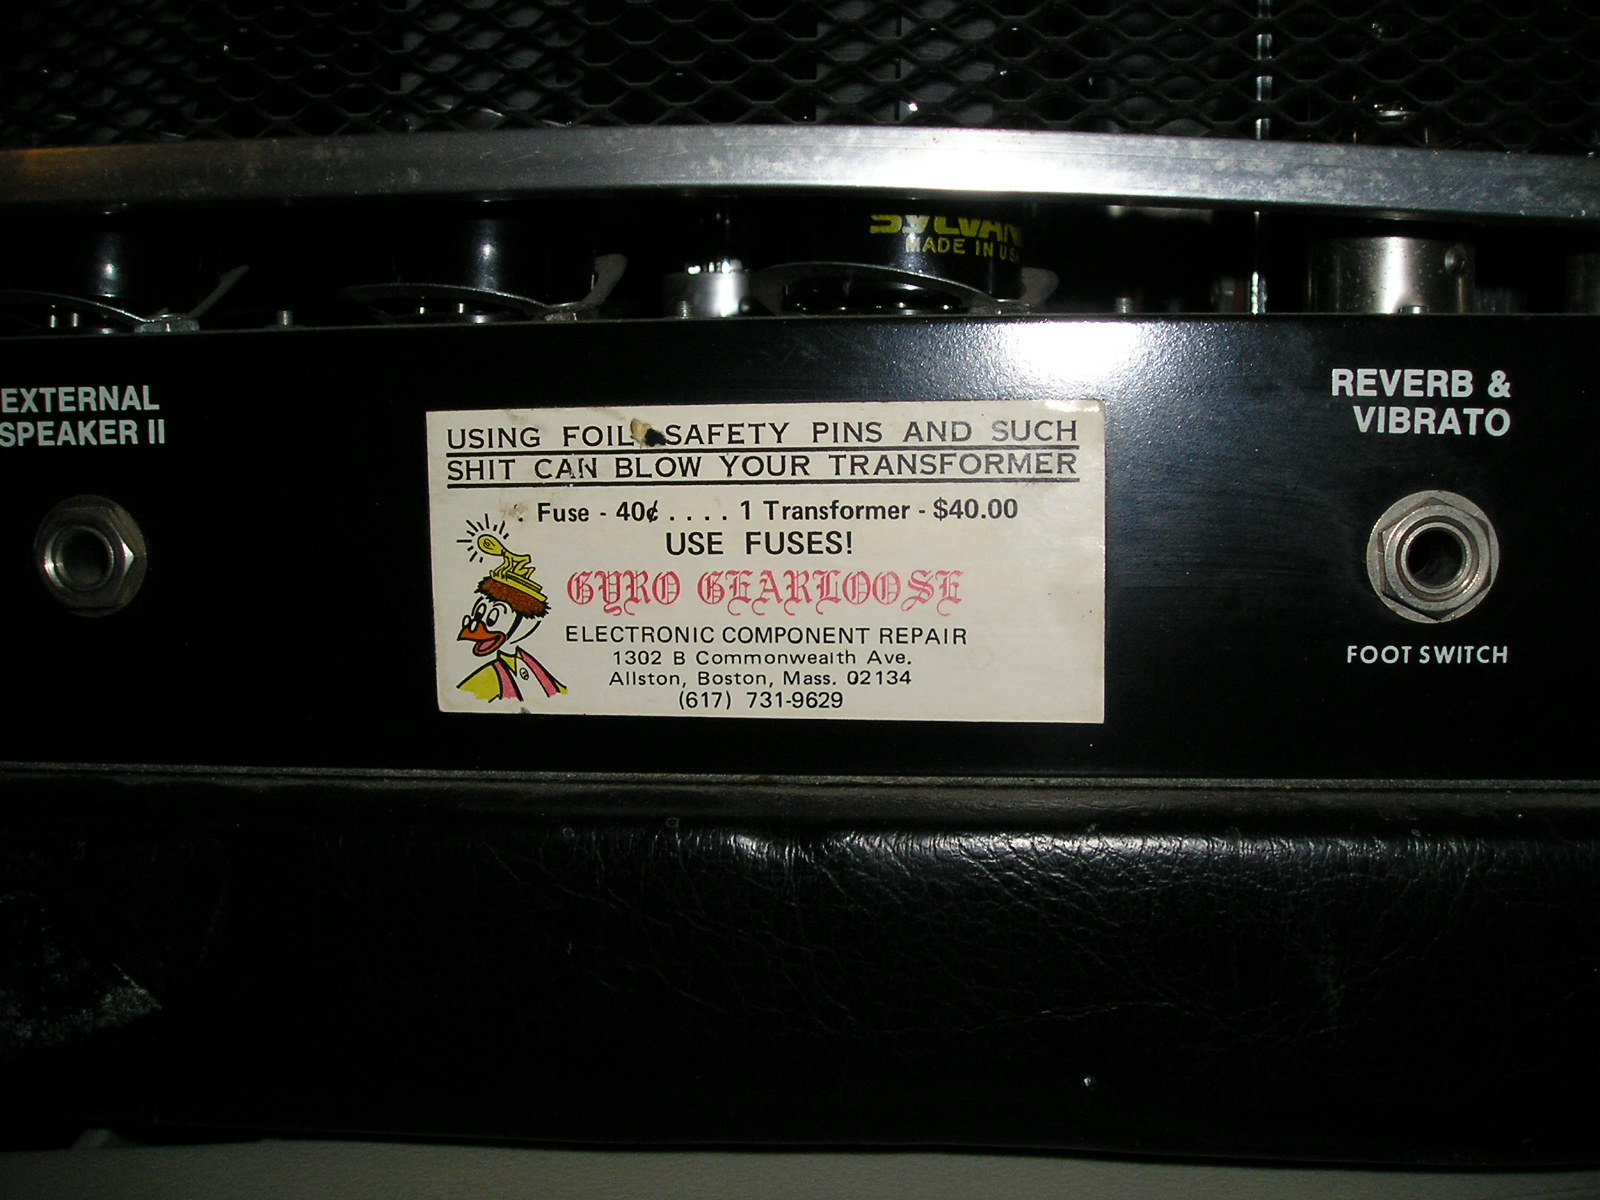 MADE IN USA
EXTERNAL
SPEAKER II
USING FOIL, SAFETY PINS AND SUCH
SHIT CAN BLOW YOUR TRANSFORMER
Fuse - 40¢ .... 1 Transformer - $40.00
USE FUSES!
GYRO GEARLOOSE
ELECTRONIC COMPONENT REPAIR
1302 B Commonwealth Ave.
Allston, Boston, Mass. 02134
(617) 731-9629
REVERB &
VIBRATO
FOOT SWITCH